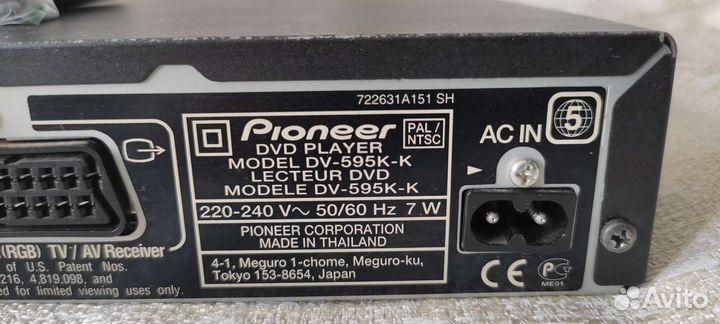 722631A151 SH
Pioneer
PAL/
NTSC
DVD PLAYER
MODEL DV-595K-K
LECTEUR DVD
MODELE DV-595K-K
220-240 V~ 50/60 Hz 7 W
PIONEER CORPORATION
MADE IN THAILAND
4-1, Meguro 1-chome, Meguro-ku,
Tokyo 153-8654, Japan
AC IN
5
CE
ME01
(RGB) TV / AV Receiver
of U.S. Patent Nos.
216, 4,819,098, and
for limited viewing uses only
Avito